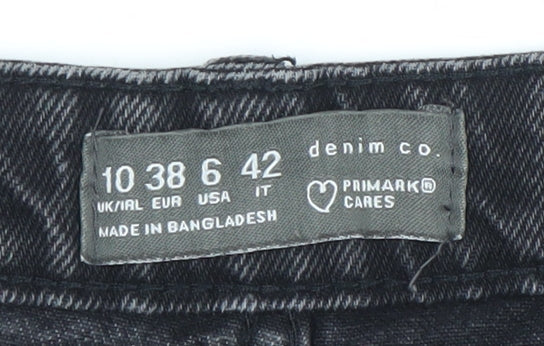 10 38 6 42
UK/IRL EUR USA IT
MADE IN BANGLADESH
denim co.
PRIMARK®
CARES